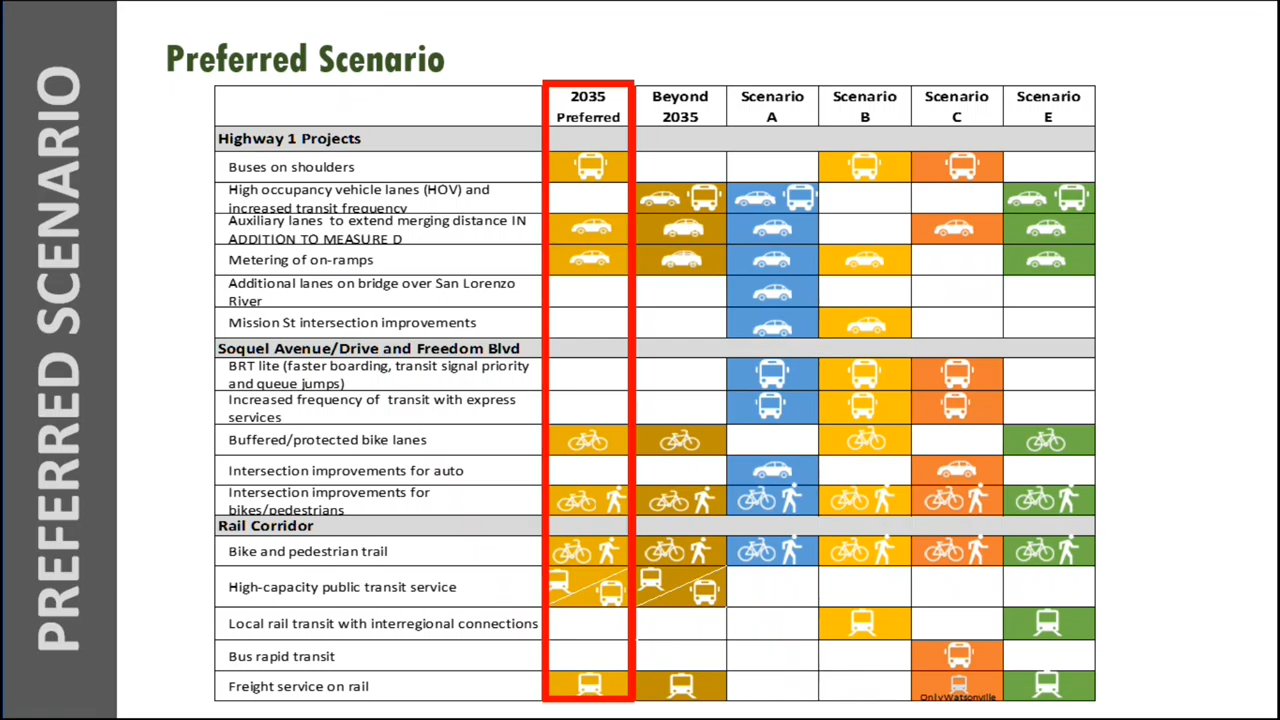 PREFERRED SCENARIO
Preferred Scenario
2035 Preferred
Beyond 2035
Scenario A
Scenario B
Scenario C
Scenario E
Highway 1 Projects
Buses on shoulders
High occupancy vehicle lanes (HOV) and
increased transit frequency
Auxiliary lanes to extend merging distance IN
ADDITION TO MEASURE D
Metering of on-ramps
Additional lanes on bridge over San Lorenzo
River
Mission St intersection improvements
Soquel Avenue/Drive and Freedom Blvd
BRT lite (faster boarding, transit signal priority
and queue jumps)
Increased frequency of transit with express
services
Buffered/protected bike lanes
Intersection improvements for auto
Intersection improvements for
bikes/pedestrians
Rail Corridor
Bike and pedestrian trail
High-capacity public transit service
Local rail transit with interregional connections
Bus rapid transit
Freight service on rail
Only Watsonville